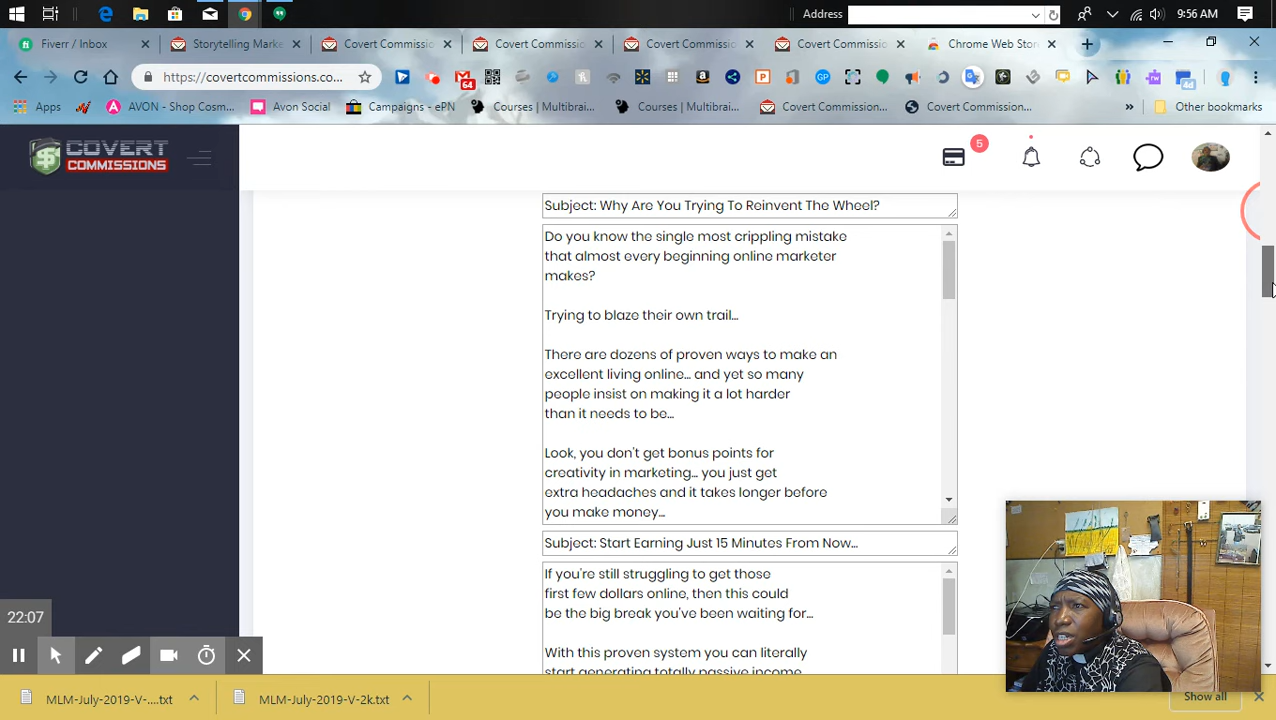 Address
9:56 AM
Fiverr / Inbox
Storytelling Marke
Covert Commissio
Covert Commissio
Covert Commissio
Covert Commissio
Chrome Web Stor
https://covertcommissions.co...
64
GP
4d
Apps
AVON - Shop Cosm...
Avon Social
Campaigns - ePN
Courses | Multibrai...
Courses | Multibrai...
Covert Commission...
Covert Commission...
Other bookmarks
COVERT
COMMISSIONS
5
Subject: Why Are You Trying To Reinvent The Wheel?
Do you know the single most crippling mistake
that almost every beginning online marketer
makes?
Trying to blaze their own trail...
There are dozens of proven ways to make an
excellent living online... and yet so many
people insist on making it a lot harder
than it needs to be...
Look, you don't get bonus points for
creativity in marketing... you just get
extra headaches and it takes longer before
you make money...
Subject: Start Earning Just 15 Minutes From Now...
If you're still struggling to get those
first few dollars online, then this could
be the big break you've been waiting for...
With this proven system you can literally
start generating totally passive income
22:07
MLM-July-2019-V-....txt
MLM-July-2019-V-2k.txt
Show all